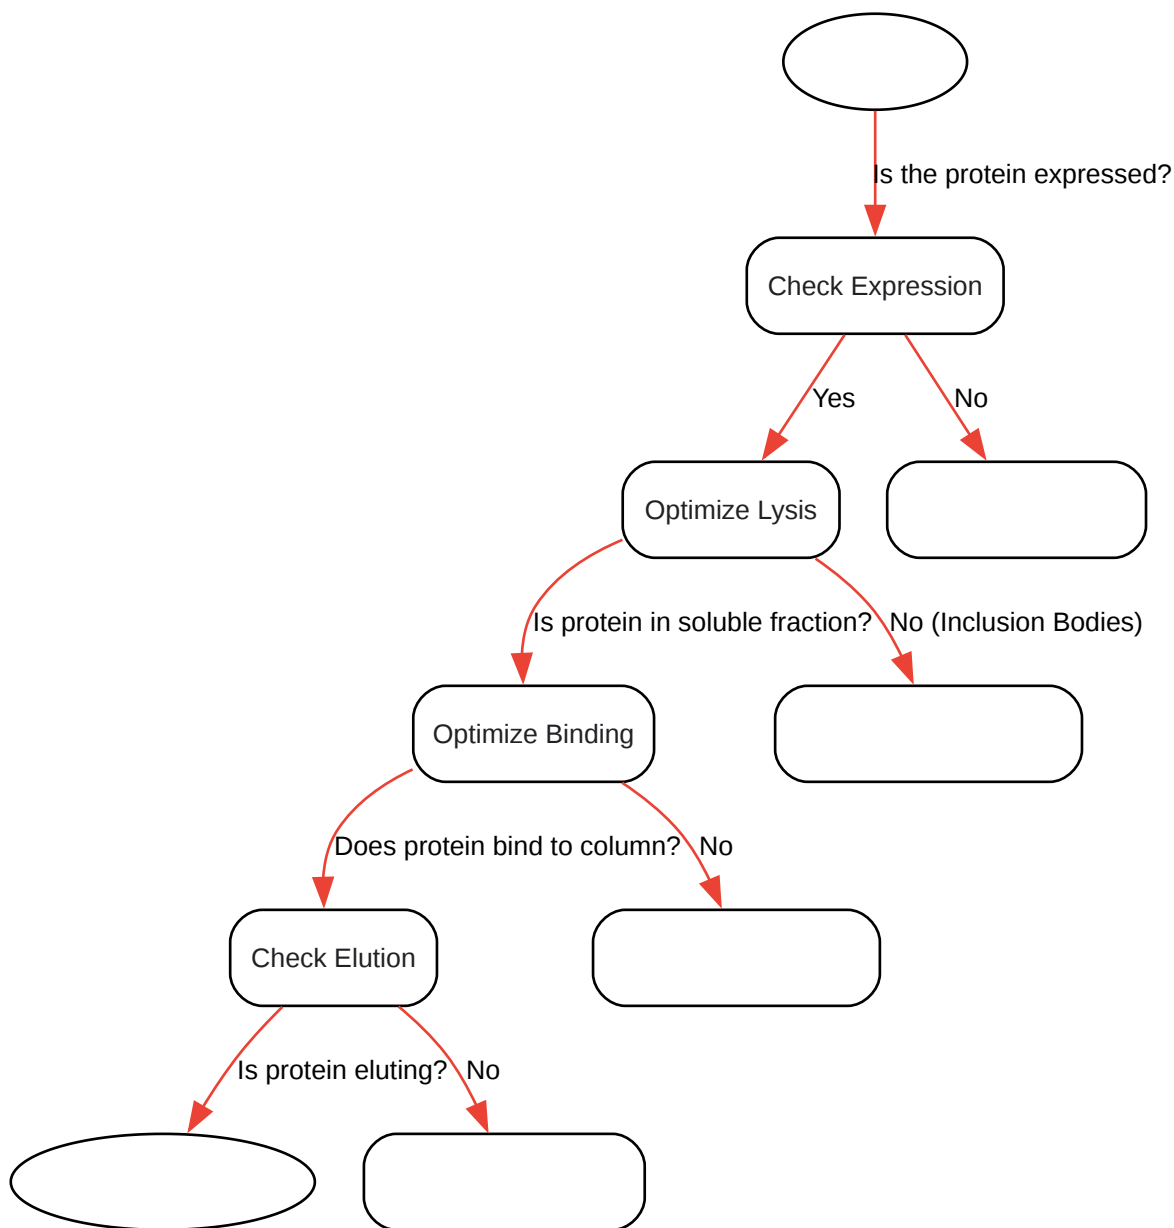 Is the protein expressed?
Check Expression
Yes
No
Optimize Lysis
Is protein in soluble fraction?
No (Inclusion Bodies)
Optimize Binding
Does protein bind to column?
No
Check Elution
Is protein eluting?
No